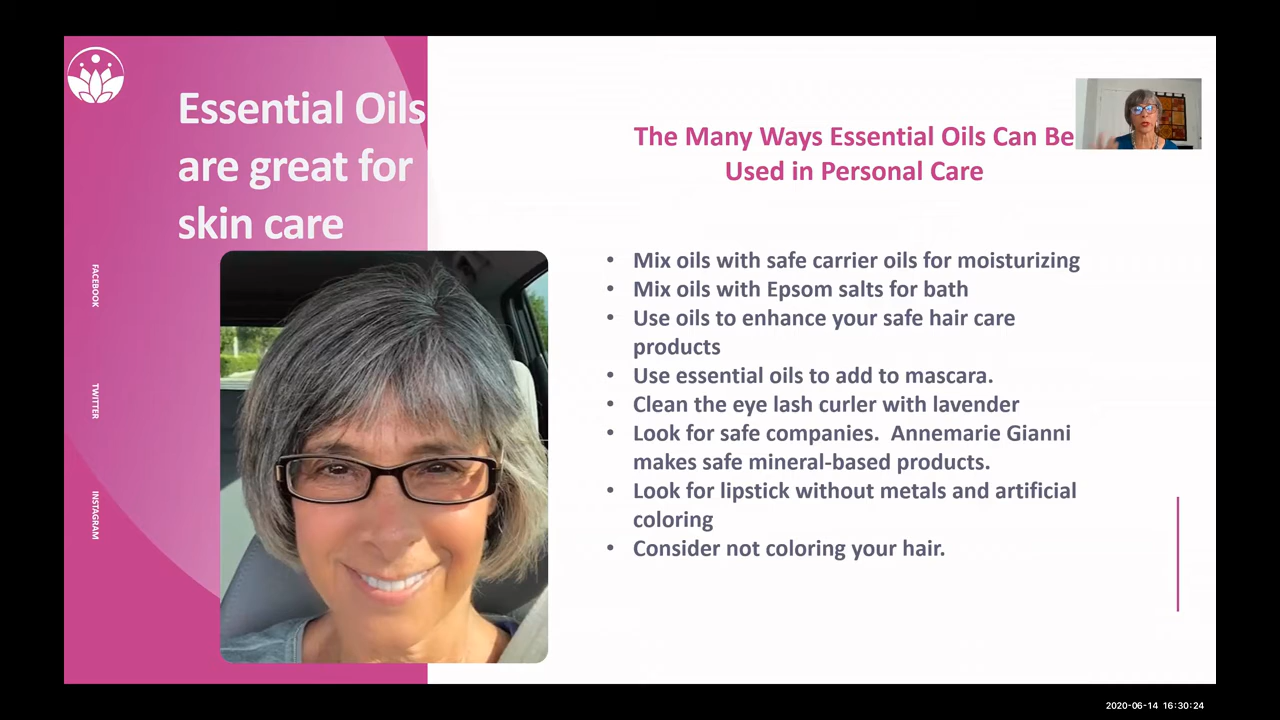 Essential Oils
are great for
skin care
FACEBOOK
TVITTER
INSTAGRAM
The Many Ways Essential Oils Can Be
Used in Personal Care
• Mix oils with safe carrier oils for moisturizing
• Mix oils with Epsom salts for bath
• Use oils to enhance your safe hair care
products
• Use essential oils to add to mascara.
• Clean the eye lash curler with lavender
• Look for safe companies.  Annemarie Gianni
makes safe mineral-based products.
• Look for lipstick without metals and artificial
coloring
• Consider not coloring your hair.
2020-06-14 16:30:24